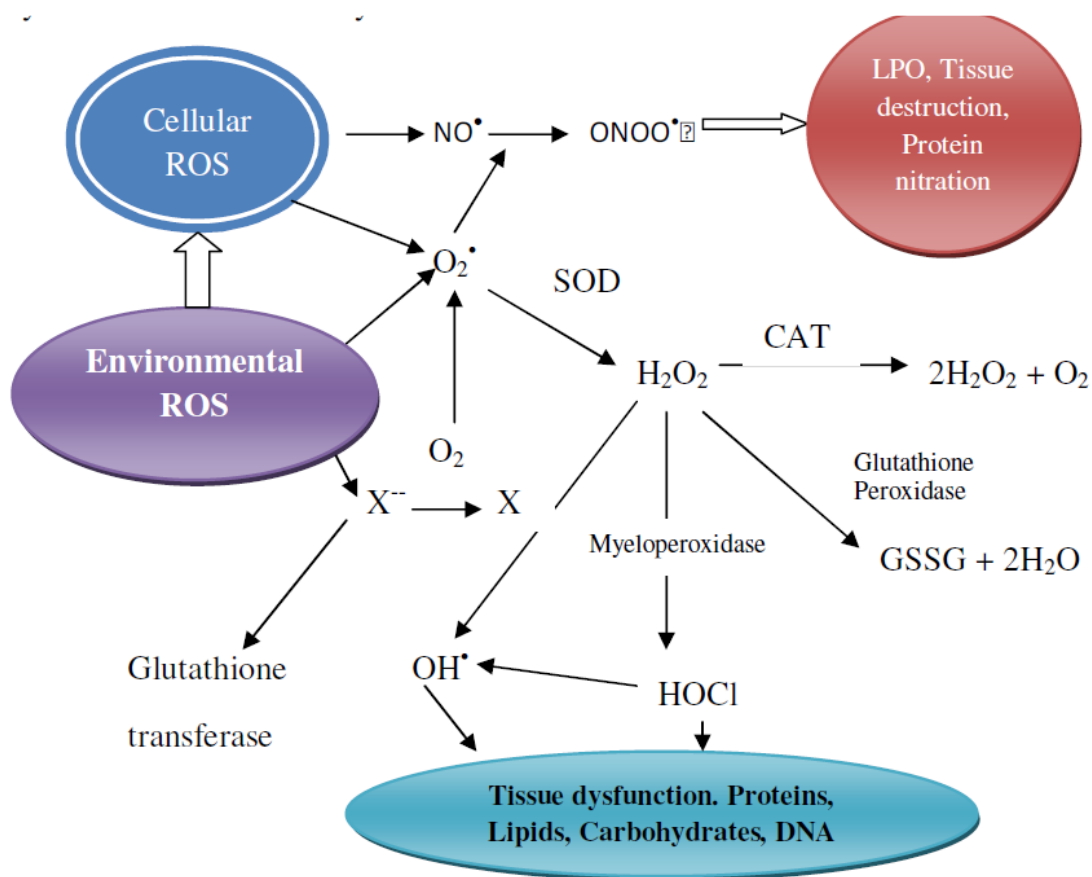 Cellular
ROS
NO•
ONOO•
LPO, Tissue
destruction,
Protein
nitration
O₂•
SOD
Environmental
ROS
CAT
H₂O₂
2H₂O₂ + O₂
O₂
Glutathione
Peroxidase
X⁻⁻
X
Myeloperoxidase
GSSG + 2H₂O
Glutathione
transferase
OH•
HOCl
Tissue dysfunction. Proteins,
Lipids, Carbohydrates, DNA